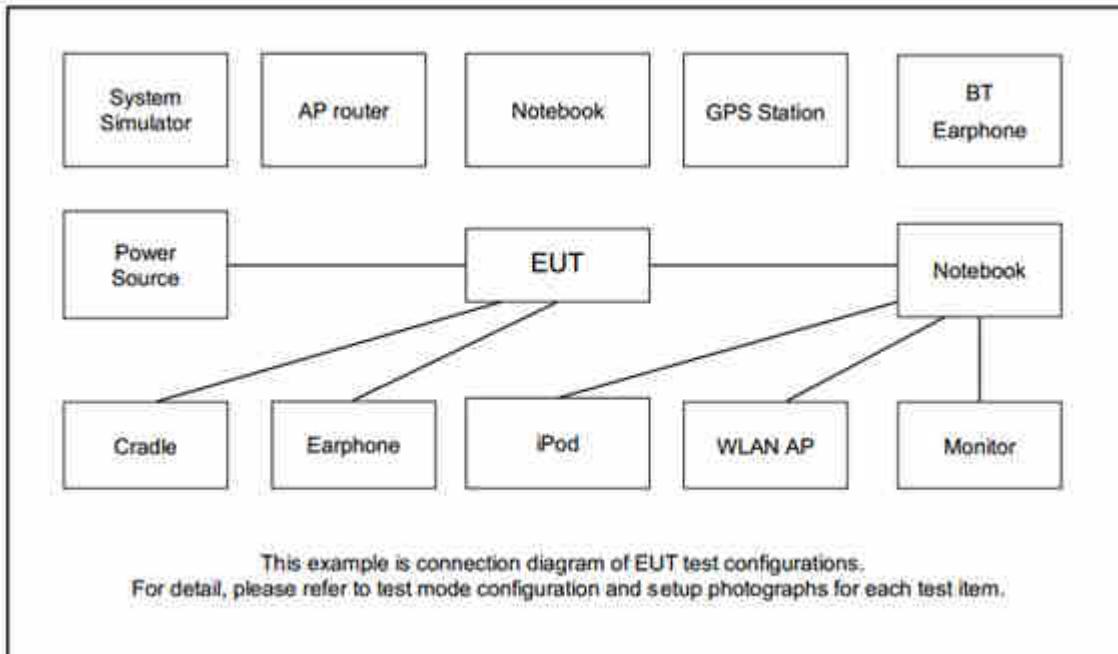 System
Simulator
AP router
Notebook
GPS Station
BT
Earphone
Power
Source
EUT
Notebook
Cradle
Earphone
iPod
WLAN AP
Monitor
This example is connection diagram of EUT test configurations.
For detail, please refer to test mode configuration and setup photographs for each test item.